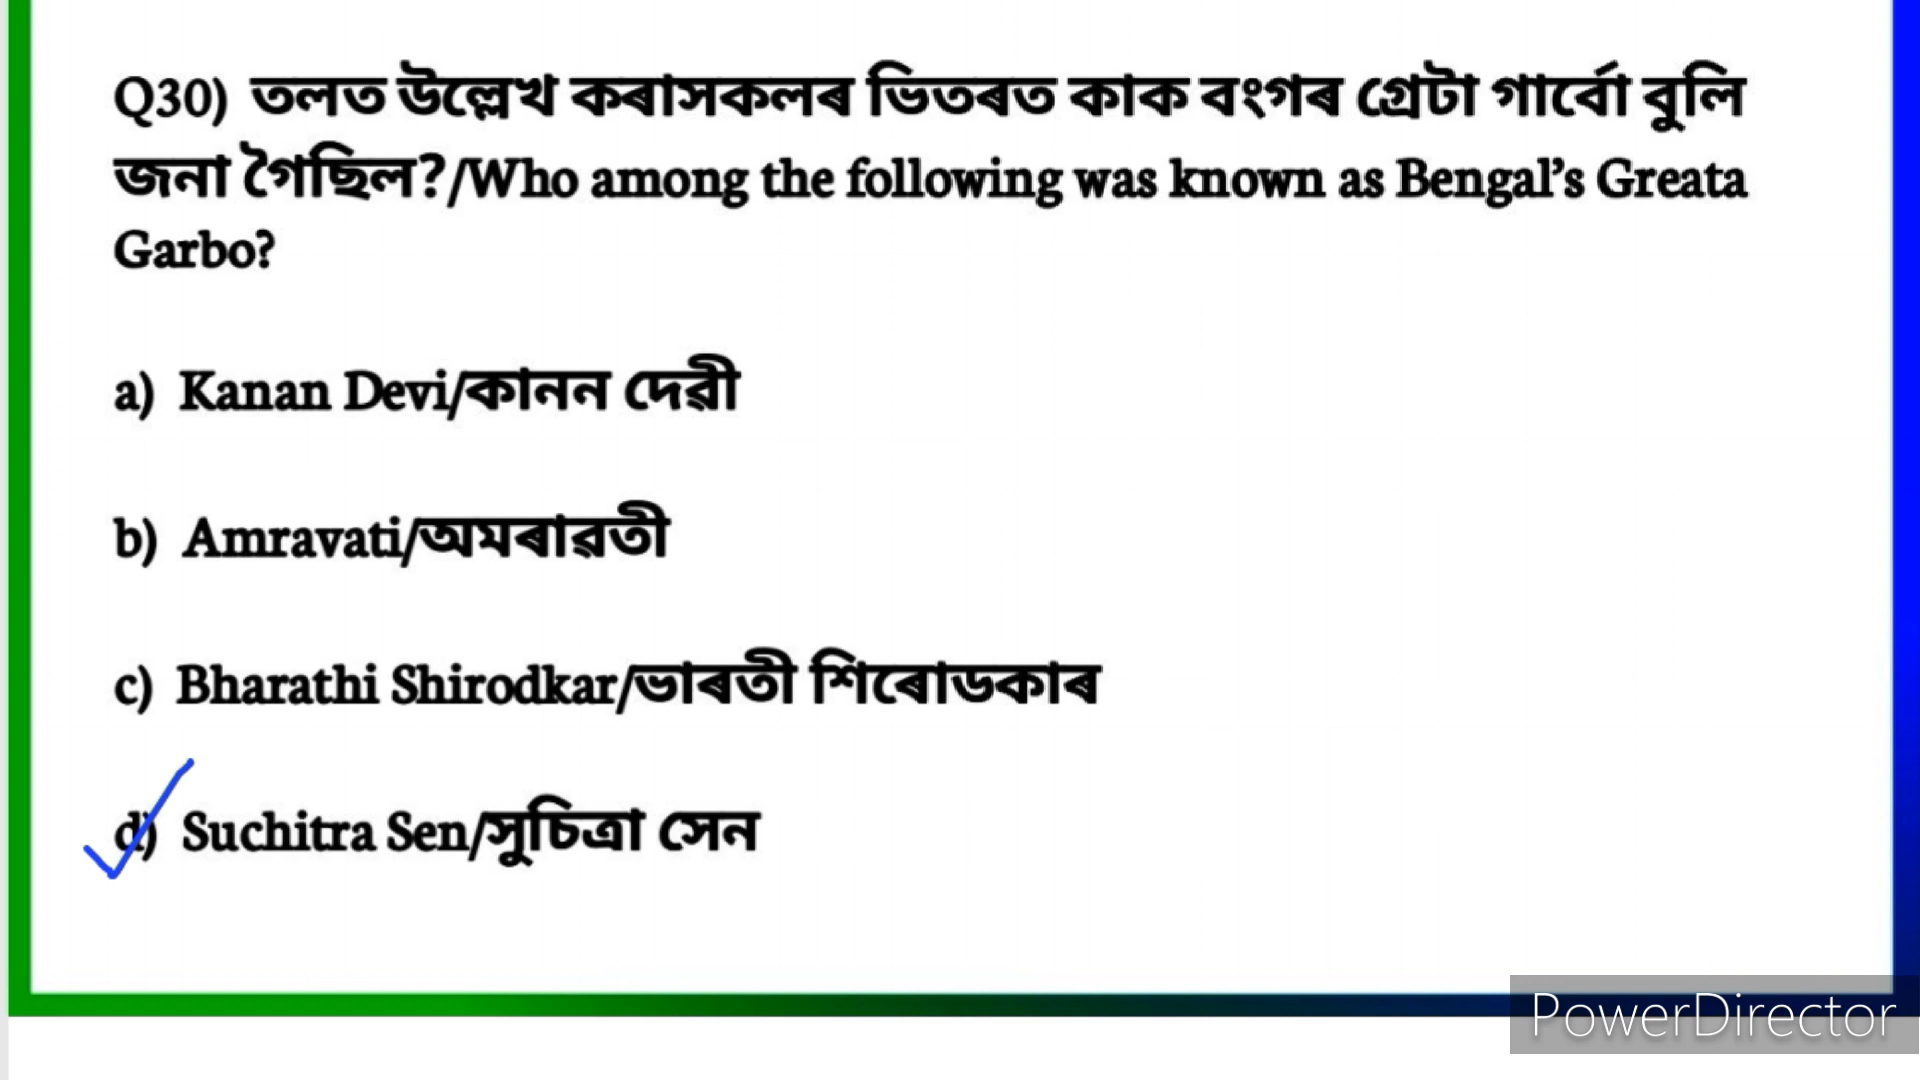 Q30) তলত উল্লেখ কৰাসকলৰ ভিতৰত কাক বংগৰ গ্ৰেটা গাৰ্বো বুলি
জনা গৈছিল?/Who among the following was known as Bengal’s Greata
Garbo?
a) Kanan Devi/কানন দেৱী
b) Amravati/অমৰাৱতী
c) Bharathi Shirodkar/ভাৰতী শিৰোডকাৰ
d) Suchitra Sen/সুচিত্ৰা সেন
PowerDirector